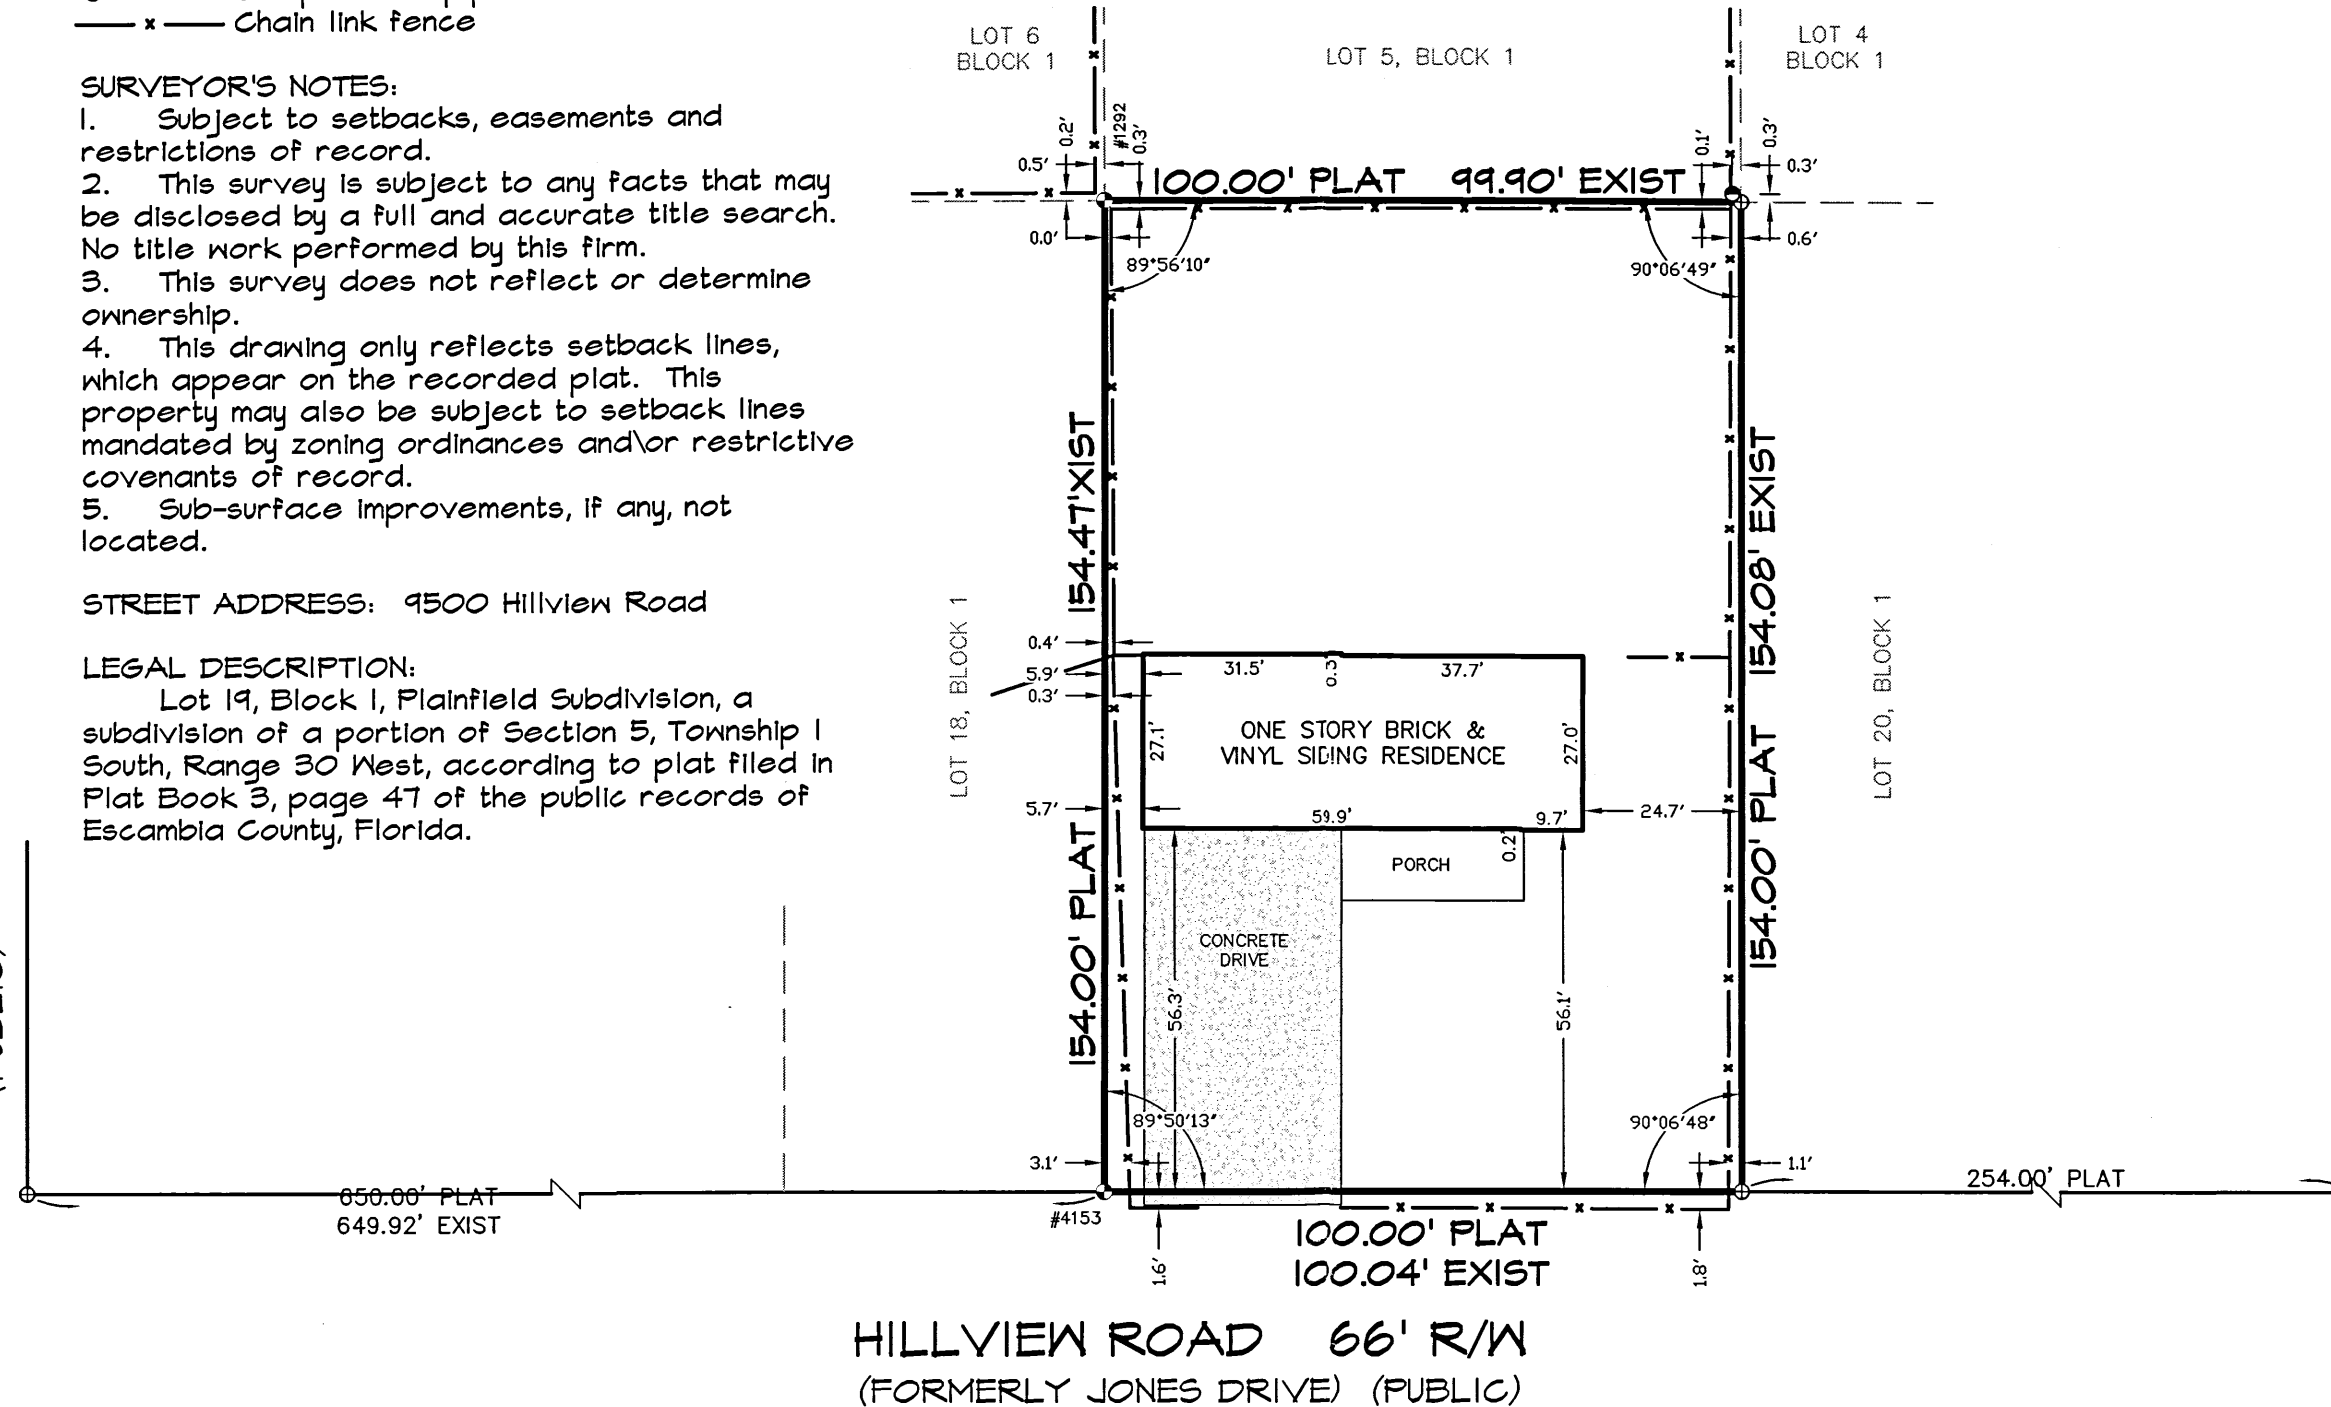 Chain link fence
SURVEYOR'S NOTES:
1. Subject to setbacks, easements and
restrictions of record.
2. This survey is subject to any facts that may
be disclosed by a full and accurate title search.
No title work performed by this firm.
3. This survey does not reflect or determine
ownership.
4. This drawing only reflects setback lines,
which appear on the recorded plat. This
property may also be subject to setback lines
mandated by zoning ordinances and\or restrictive
covenants of record.
5. Sub-surface improvements, if any, not
located.
STREET ADDRESS: 9500 Hillview Road
LEGAL DESCRIPTION:
Lot 19, Block 1, Plainfield Subdivision, a
subdivision of a portion of Section 5, Township 1
South, Range 30 West, according to plat filed in
Plat Book 3, page 47 of the public records of
Escambia County, Florida.
LOT 6
BLOCK 1
LOT 5, BLOCK 1
LOT 4
BLOCK 1
0.2'
#1292
0.3'
0.5'
0.1'
0.3'
0.3'
100.00' PLAT 99.90' EXIST
0.0'
0.6'
89°56'10"
90°06'49"
154.47'XIST
154.08' EXIST
LOT 18, BLOCK 1
LOT 20, BLOCK 1
0.4'
5.9'
0.3'
31.5'
0.3
37.7'
27.1'
ONE STORY BRICK &
VINYL SIDING RESIDENCE
27.0'
5.7'
59.9'
9.7'
24.7'
0.2'
PORCH
154.00' PLAT
154.00' PLAT
CONCRETE
DRIVE
56.3'
56.1'
89°50'13"
90°06'48"
3.1'
1.1'
650.00' PLAT
649.92' EXIST
254.00' PLAT
#4153
1.6'
1.8'
100.00' PLAT
100.04' EXIST
HILLVIEW ROAD 66' R/W
(FORMERLY JONES DRIVE) (PUBLIC)